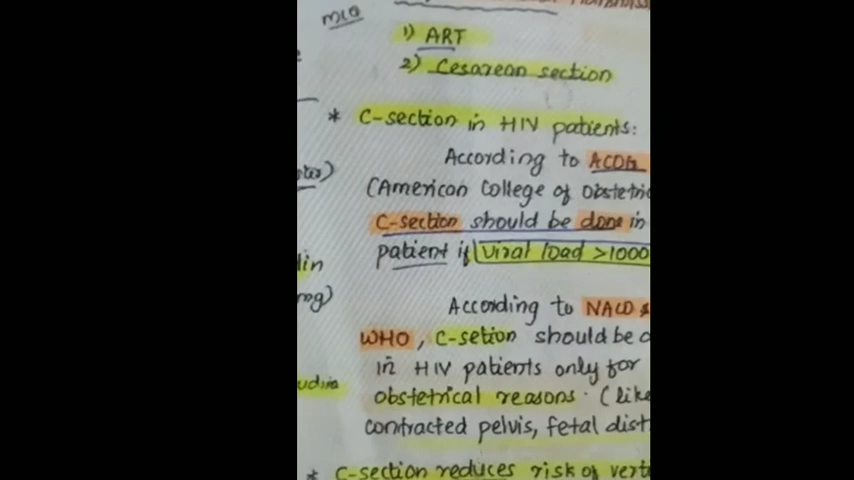 MCQ
1) ART
2) Cesarean section
* C-section in HIV patients:
According to ACOG
(American College of Obstetric
C-section should be done in
patient if viral load >1000
According to NACO &
WHO, C-setion should be
in HIV patients only for
obstetrical reasons. (like
contracted pelvis, fetal dist
* C-section reduces risk of verti